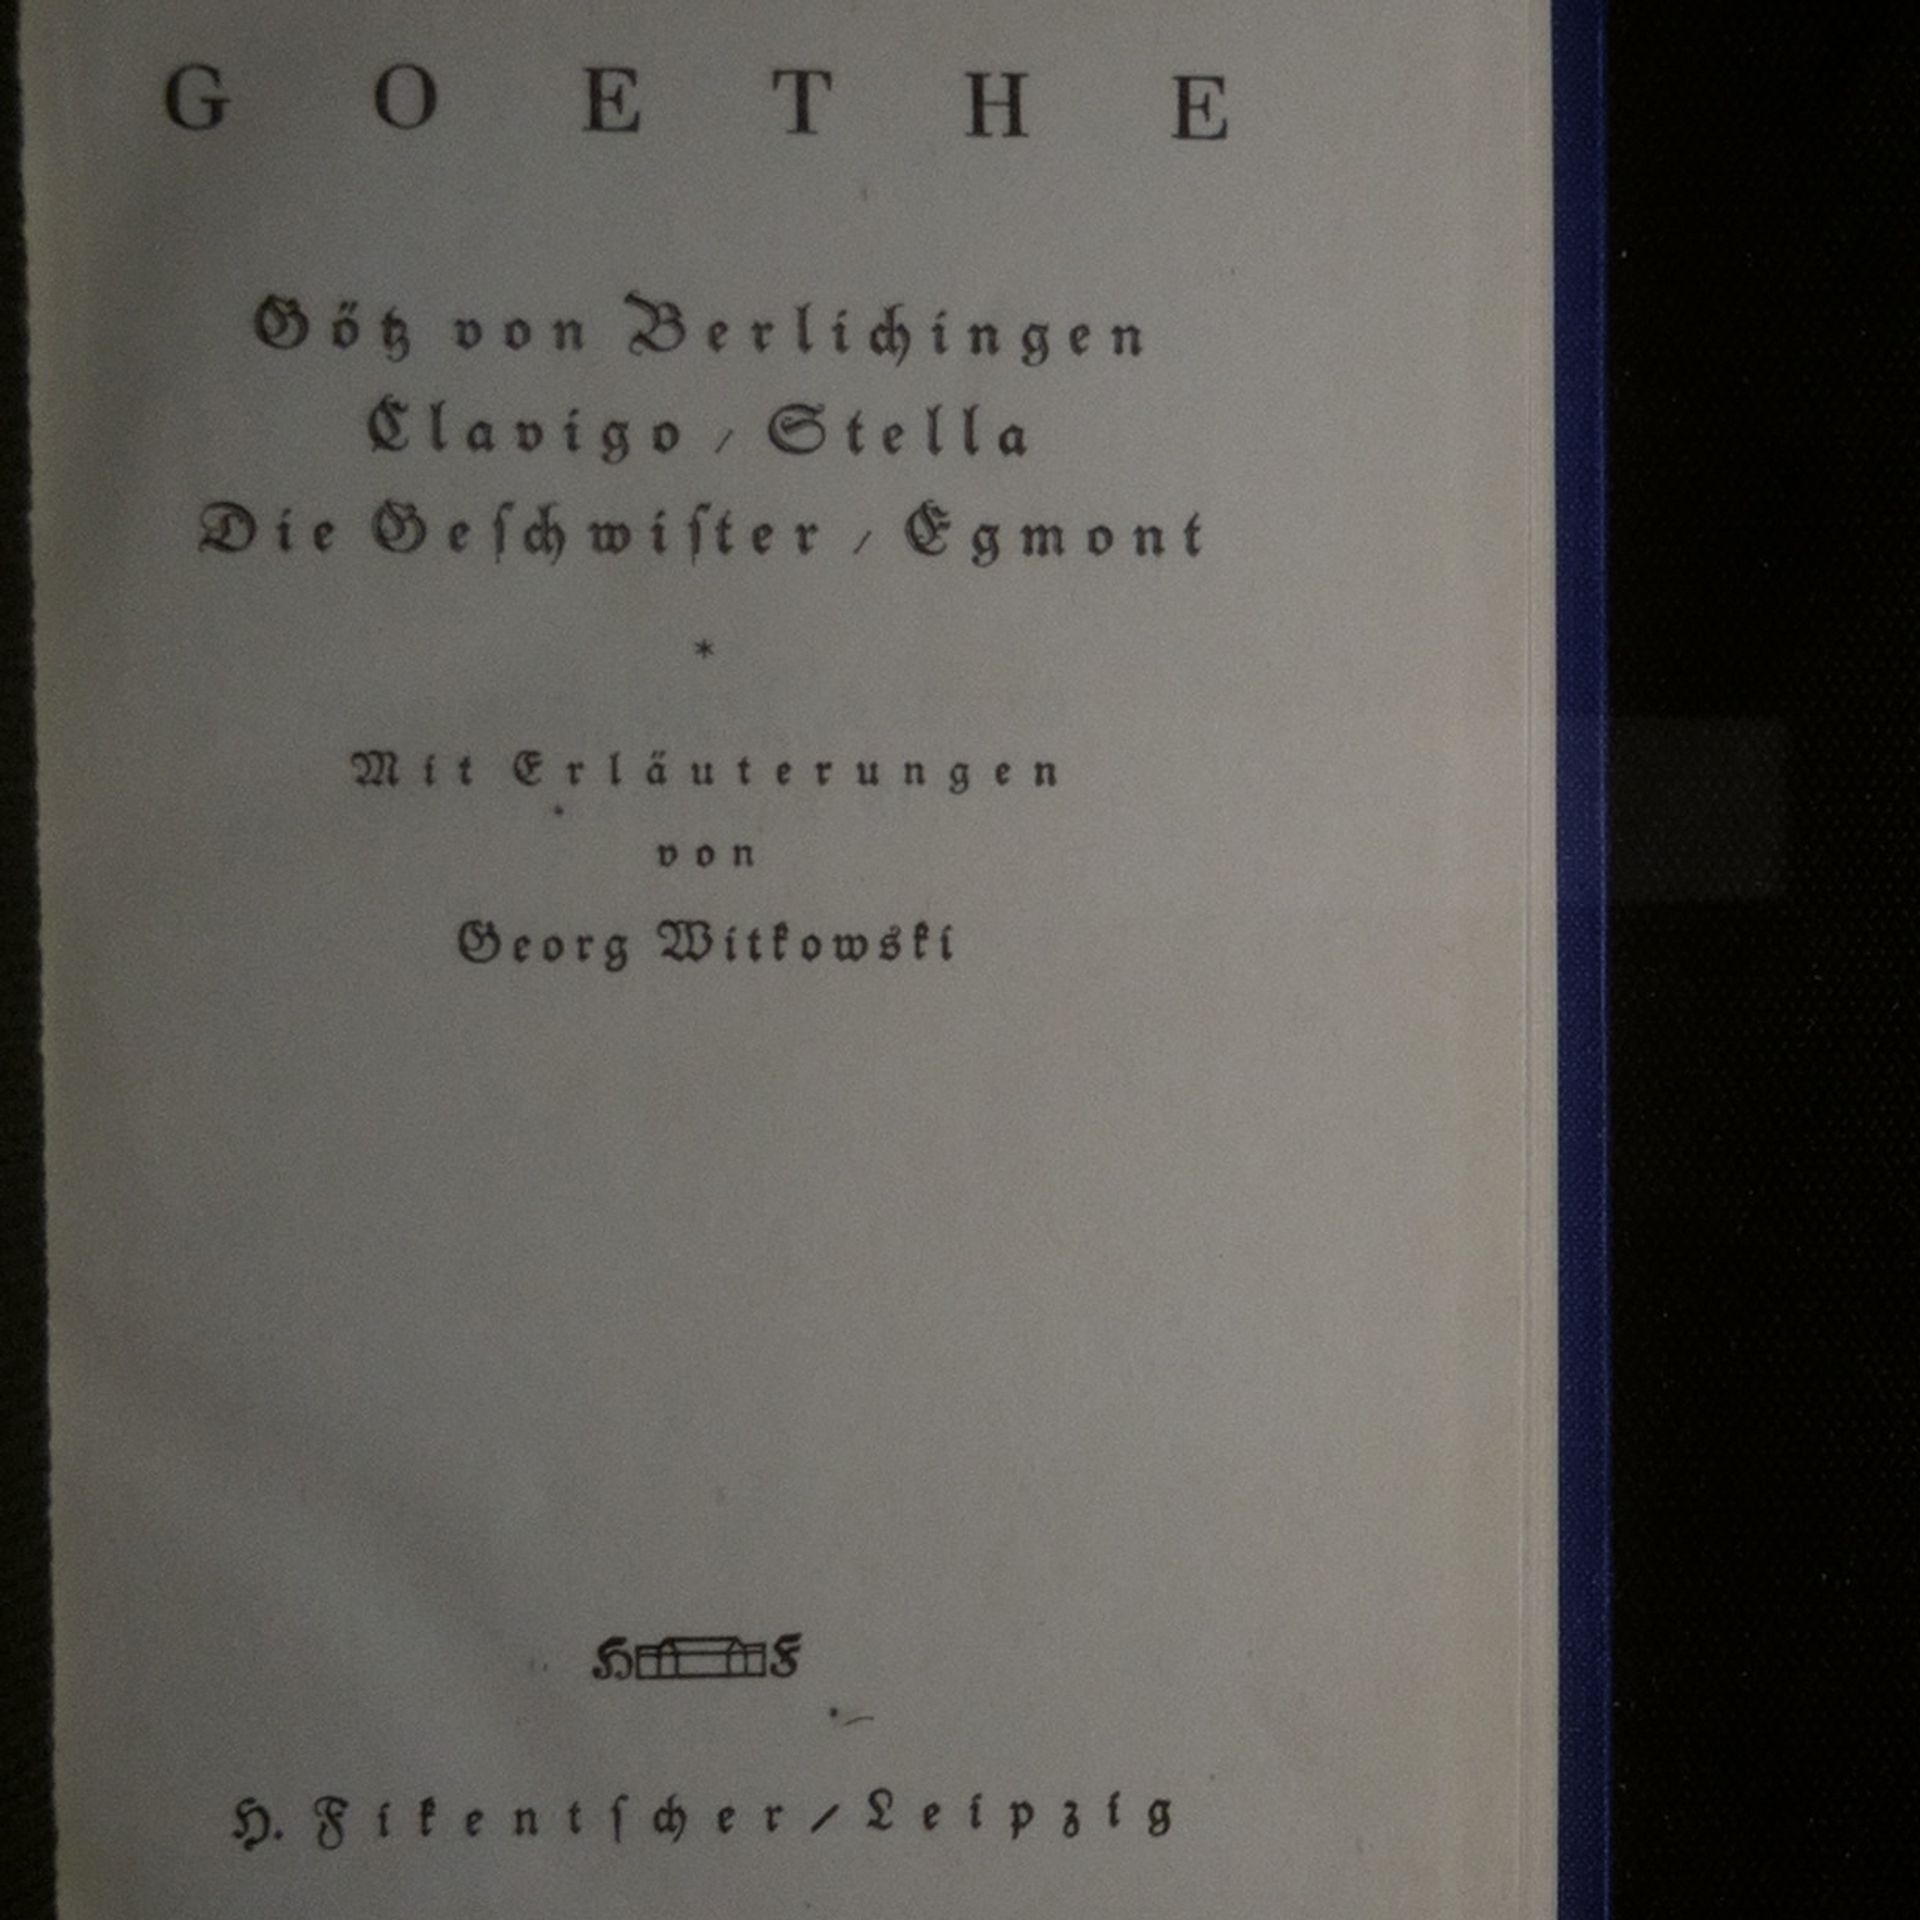 GOETHE
Götz von Berlichingen
Clavigo / Stella
Die Geſchwiſter / Egmont
*
Mit Erläuterungen
von
Georg Witkowski
H F
H. Fikentſcher / Leipzig